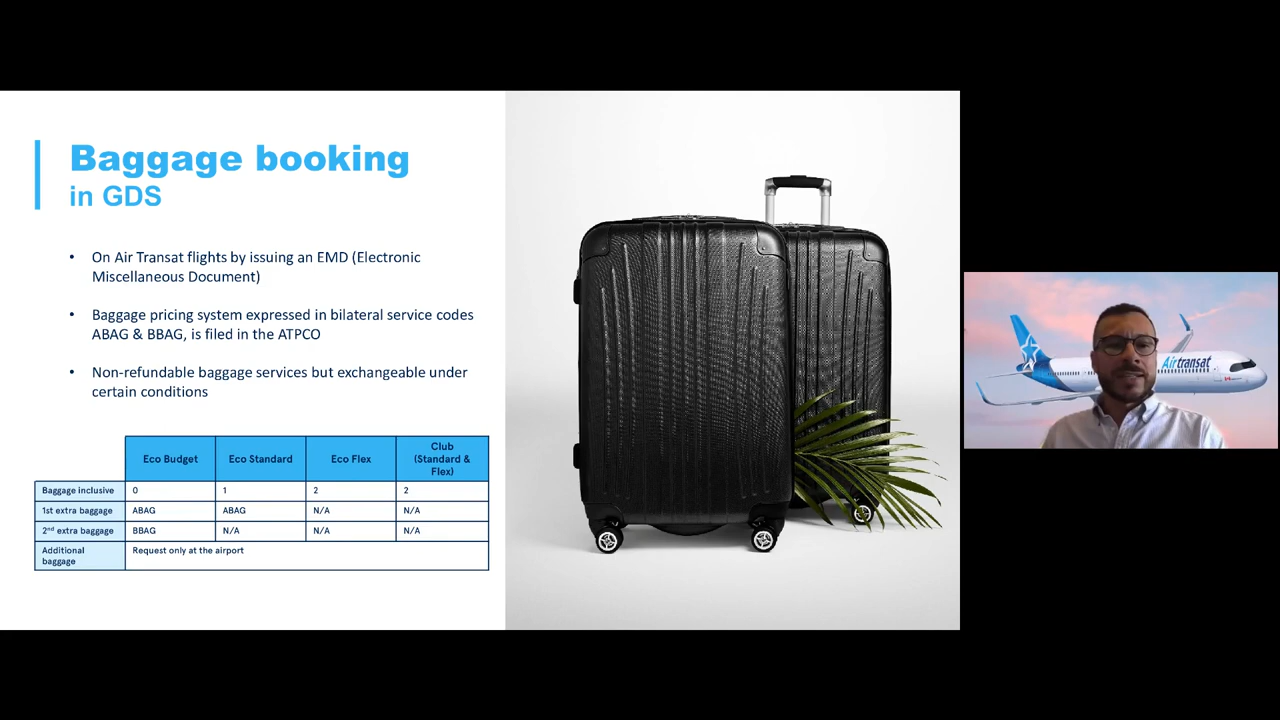 Baggage booking
in GDS
• On Air Transat flights by issuing an EMD (Electronic
Miscellaneous Document)
• Baggage pricing system expressed in bilateral service codes
ABAG & BBAG, is filed in the ATPCO
• Non-refundable baggage services but exchangeable under
certain conditions
Eco Budget Eco Standard Eco Flex Club
(Standard &
Flex)
Baggage inclusive 0 1 2 2
1st extra baggage ABAG ABAG N/A N/A
2nd extra baggage BBAG N/A N/A N/A
Additional
baggage Request only at the airport
Air transat